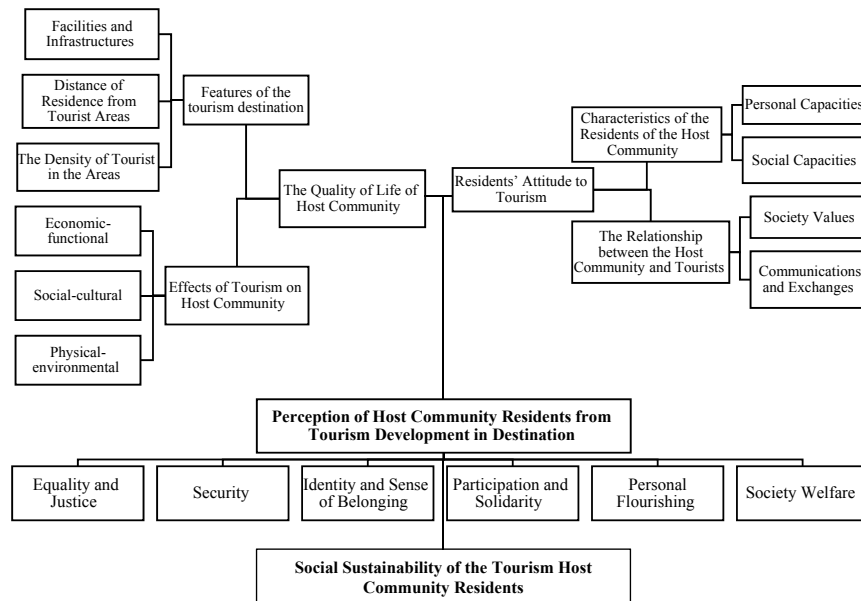 Facilities and
Infrastructures
Distance of
Residence from
Tourist Areas
The Density of Tourist
in the Areas
Features of the
tourism destination
Economic-
functional
Social-cultural
Physical-
environmental
Effects of Tourism on
Host Community
The Quality of Life of
Host Community
Residents' Attitude to
Tourism
Characteristics of the
Residents of the Host
Community
Personal Capacities
Social Capacities
The Relationship
between the Host
Community and Tourists
Society Values
Communications
and Exchanges
Perception of Host Community Residents from
Tourism Development in Destination
Equality and
Justice
Security
Identity and Sense
of Belonging
Participation and
Solidarity
Personal
Flourishing
Society Welfare
Social Sustainability of the Tourism Host
Community Residents